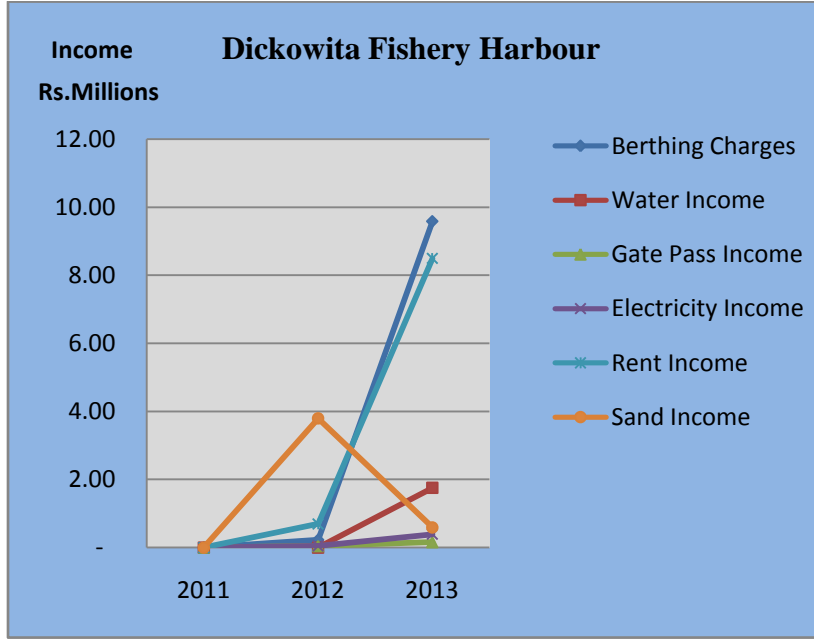 Income
Dickowita Fishery Harbour
Rs.Millions
12.00
10.00
8.00
6.00
4.00
2.00
-
2011 2012 2013
Berthing Charges
Water Income
Gate Pass Income
Electricity Income
Rent Income
Sand Income